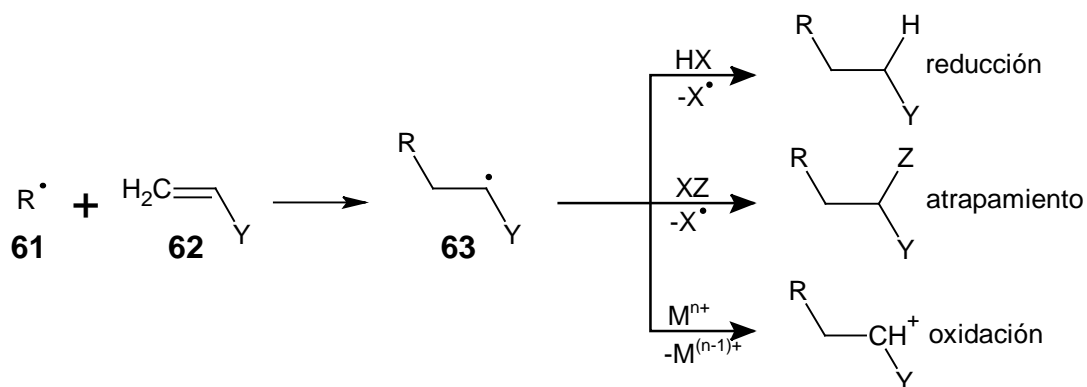 R• + H₂C Y
61 62
R • Y
63
HX
-X•
R H Y reducción
XZ
-X•
R Z Y atrapamiento
Mⁿ⁺
-M⁽ⁿ⁻¹⁾⁺
R CH⁺ Y oxidación